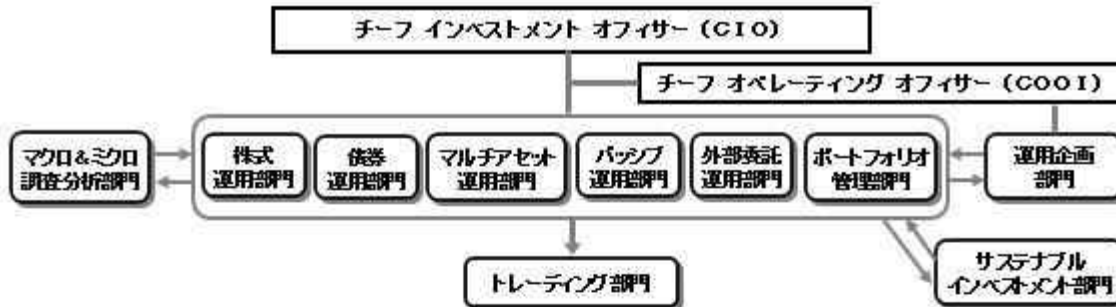 チーフ インベストメント オフィサー (CIO)
チーフ オペレーティング オフィサー (COOI)
マクロ&ミクロ
調査分析部門
株式
運用部門
債券
運用部門
マルチアセット
運用部門
パッシブ
運用部門
外部委託
運用部門
ポートフォリオ
管理部門
運用企画
部門
トレーディング部門
サステナブル
インベストメント部門